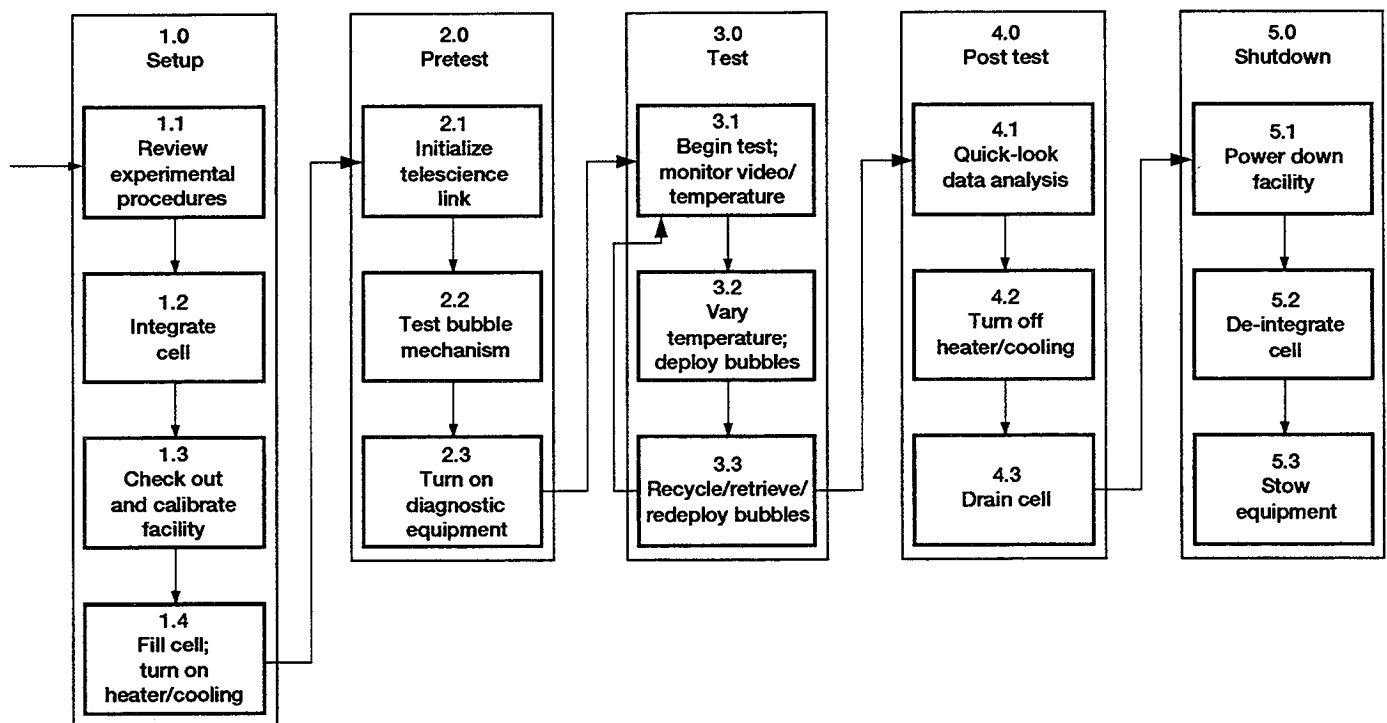 1.0
Setup
1.1
Review
experimental
procedures
1.2
Integrate
cell
1.3
Check out
and calibrate
facility
1.4
Fill cell;
turn on
heater/cooling
2.0
Pretest
2.1
Initialize
telescience
link
2.2
Test bubble
mechanism
2.3
Turn on
diagnostic
equipment
3.0
Test
3.1
Begin test;
monitor video/
temperature
3.2
Vary
temperature;
deploy bubbles
3.3
Recycle/retrieve/
redeploy bubbles
4.0
Post test
4.1
Quick-look
data analysis
4.2
Turn off
heater/cooling
4.3
Drain cell
5.0
Shutdown
5.1
Power down
facility
5.2
De-integrate
cell
5.3
Stow
equipment